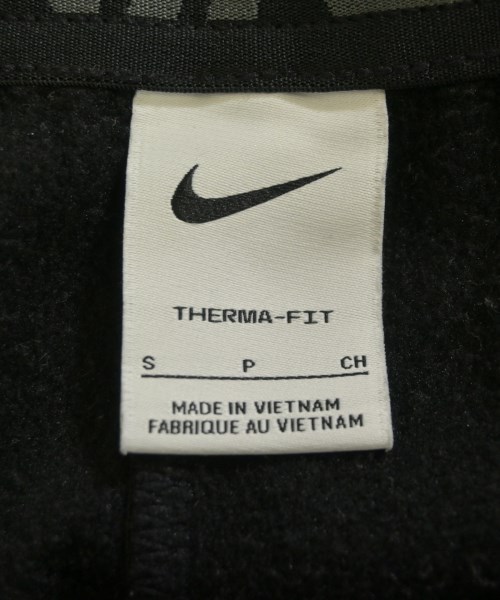 THERMA-FIT
S P CH
MADE IN VIETNAM
FABRIQUE AU VIETNAM